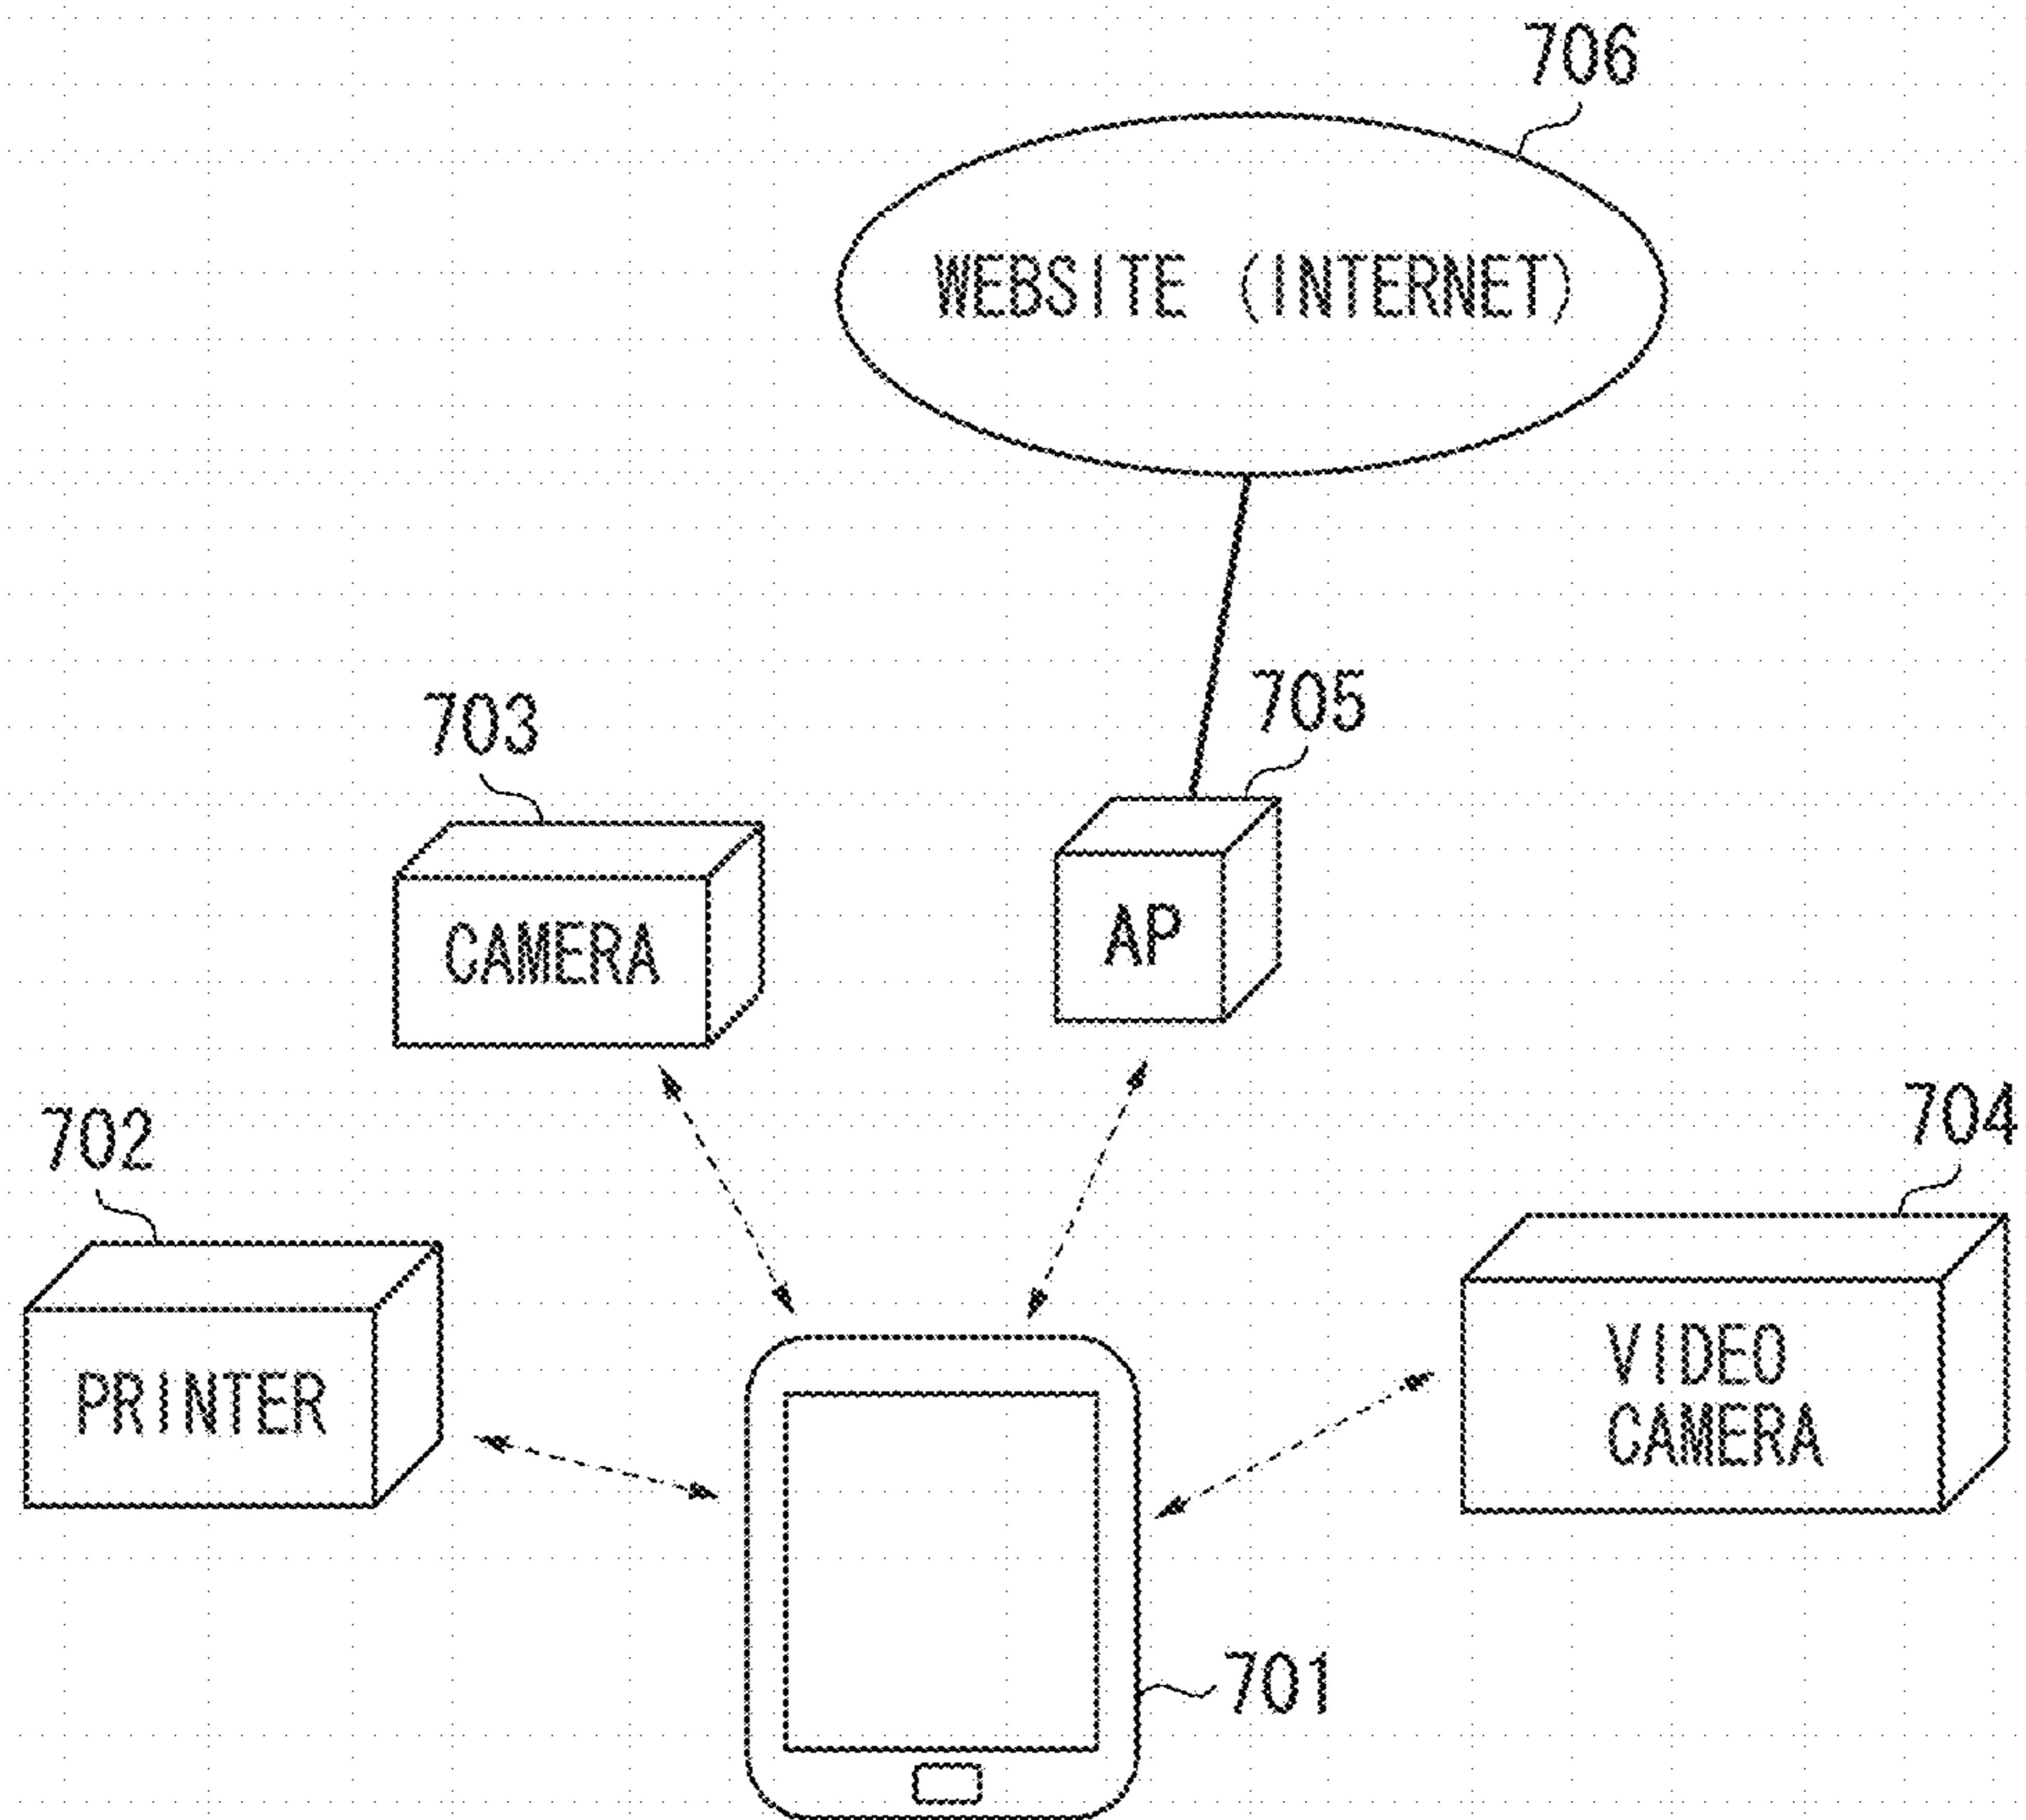 706
WEBSITE (INTERNET)
703
705
CAMERA
AP
702
704
PRINTER
VIDEO
CAMERA
701